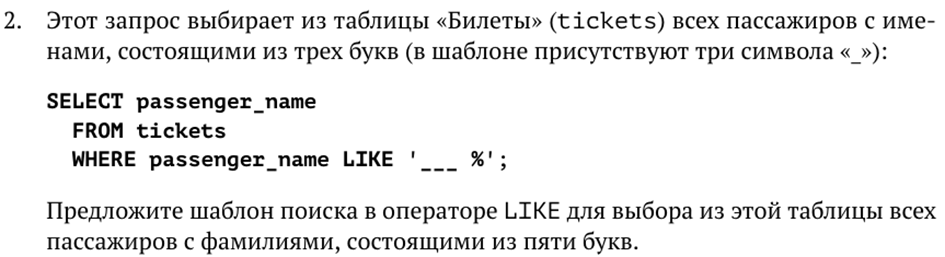 2. Этот запрос выбирает из таблицы «Билеты» (tickets) всех пассажиров с име-
нами, состоящими из трех букв (в шаблоне присутствуют три символа «_»):
SELECT passenger_name
FROM tickets
WHERE passenger_name LIKE '___ %';
Предложите шаблон поиска в операторе LIKE для выбора из этой таблицы всех
пассажиров с фамилиями, состоящими из пяти букв.